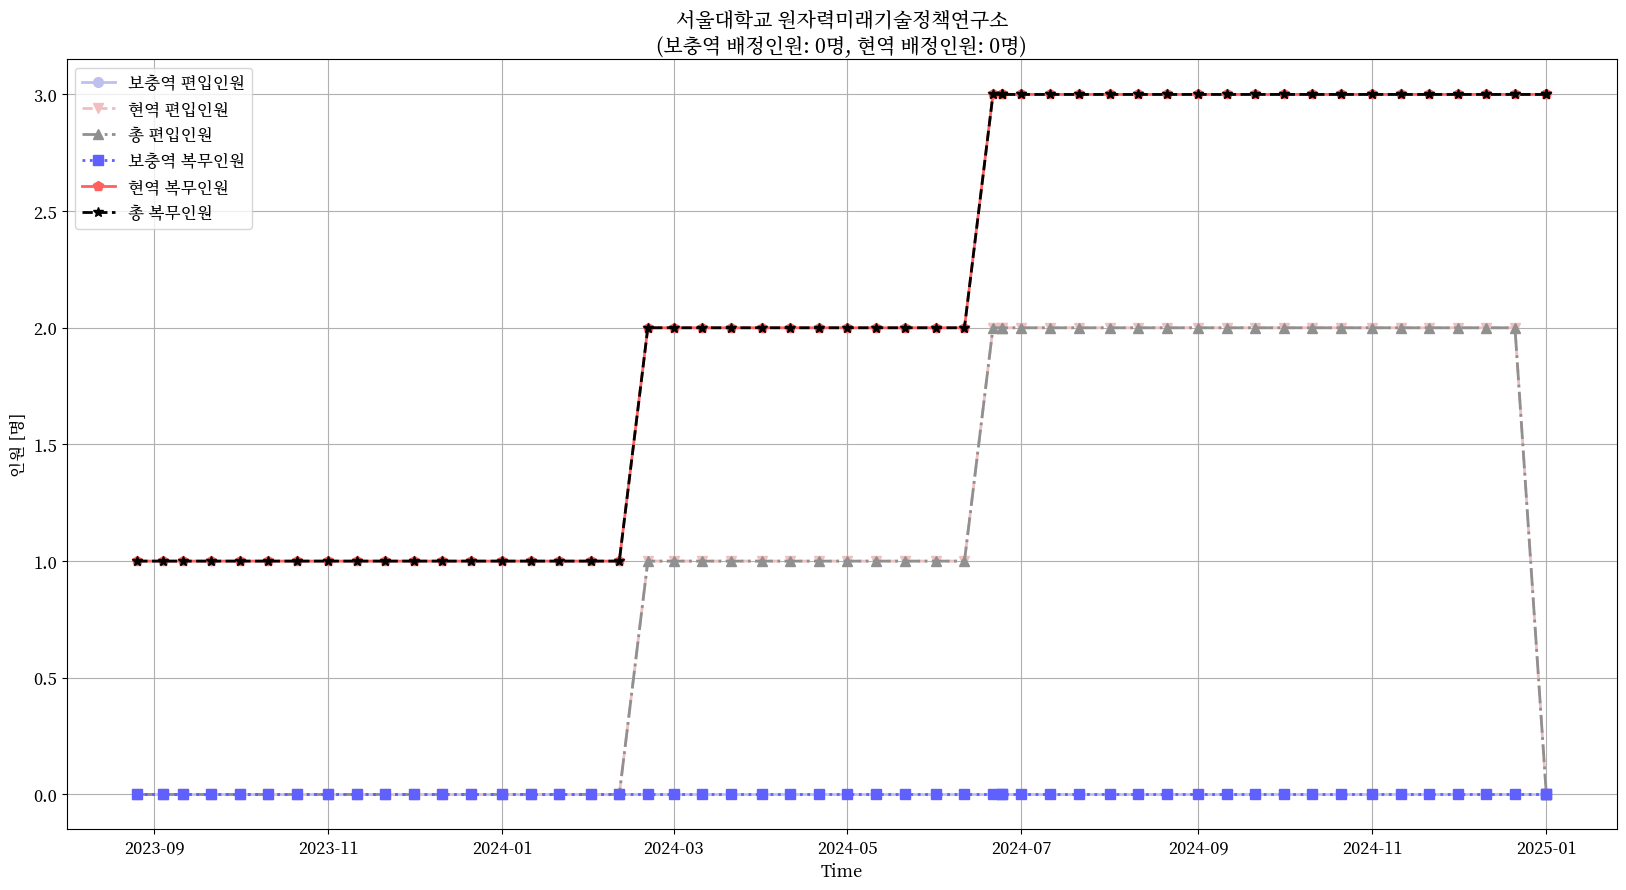 서울대학교 원자력미래기술정책연구소
(보충역 배정인원: 0명, 현역 배정인원: 0명)
보충역 편입인원
현역 편입인원
총 편입인원
보충역 복무인원
현역 복무인원
총 복무인원
3.0
2.5
2.0
1.5
1.0
0.5
0.0
인원 [명]
2023-09
2023-11
2024-01
2024-03
2024-05
2024-07
2024-09
2024-11
2025-01
Time